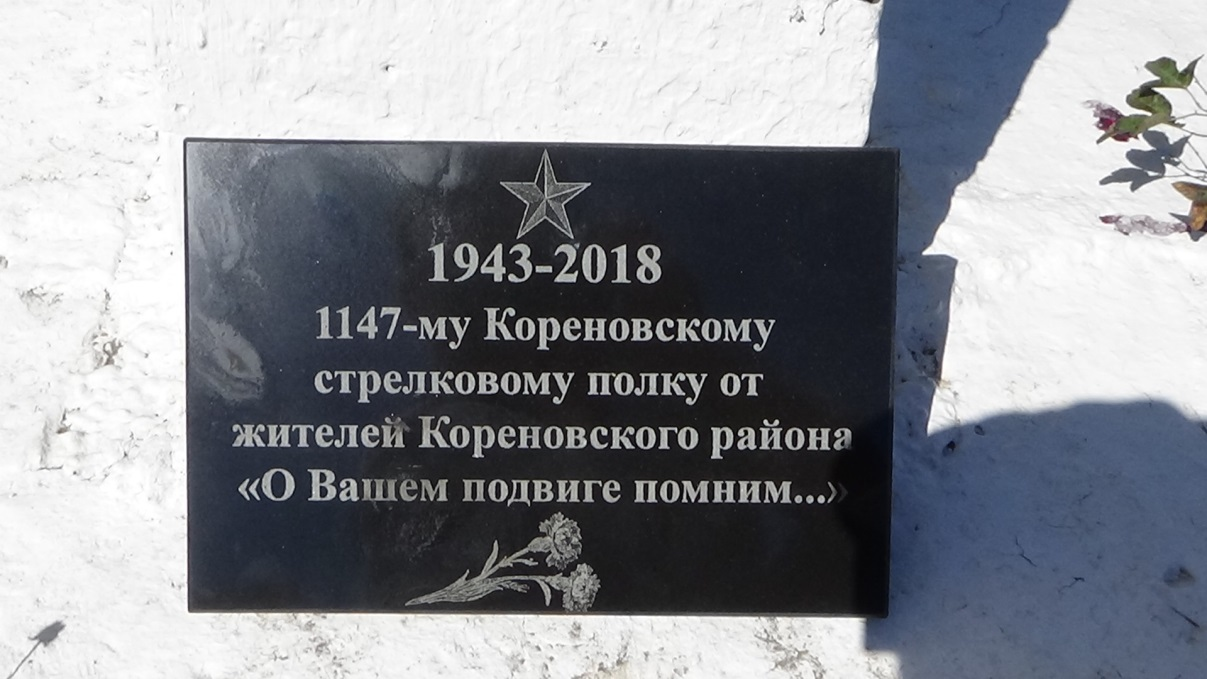 1943-2018
1147-му Кореновскому
стрелковому полку от
жителей Кореновского района
«О Вашем подвиге помним...»